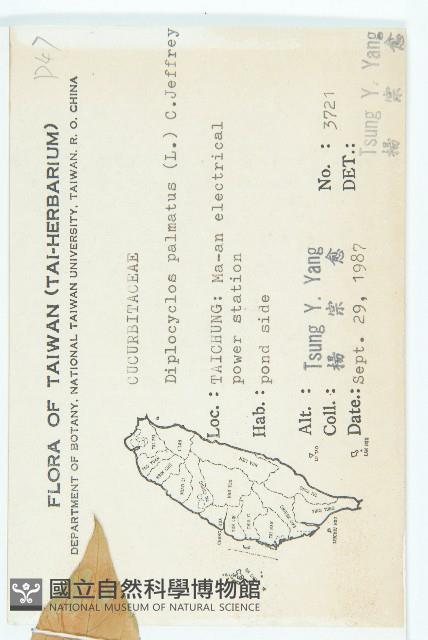 p47
FLORA OF TAIWAN (TAI-HERBARIUM)
DEPARTMENT OF BOTANY, NATIONAL TAIWAN UNIVERSITY, TAIWAN, R. O. CHINA
CUCURBITACEAE
Diplocyclos palmatus (L.) C.Jeffrey
Loc.: TAICHUNG: Ma-an electrical
power station
Hab.: pond side
Alt.:
Coll.: Tsung Y. Yang
楊 宗 愈
No.: 3721
DET.: Tsung Y. Yang
楊 宗 愈
Date.: Sept. 29, 1987
國立自然科學博物館
NATIONAL MUSEUM OF NATURAL SCIENCE